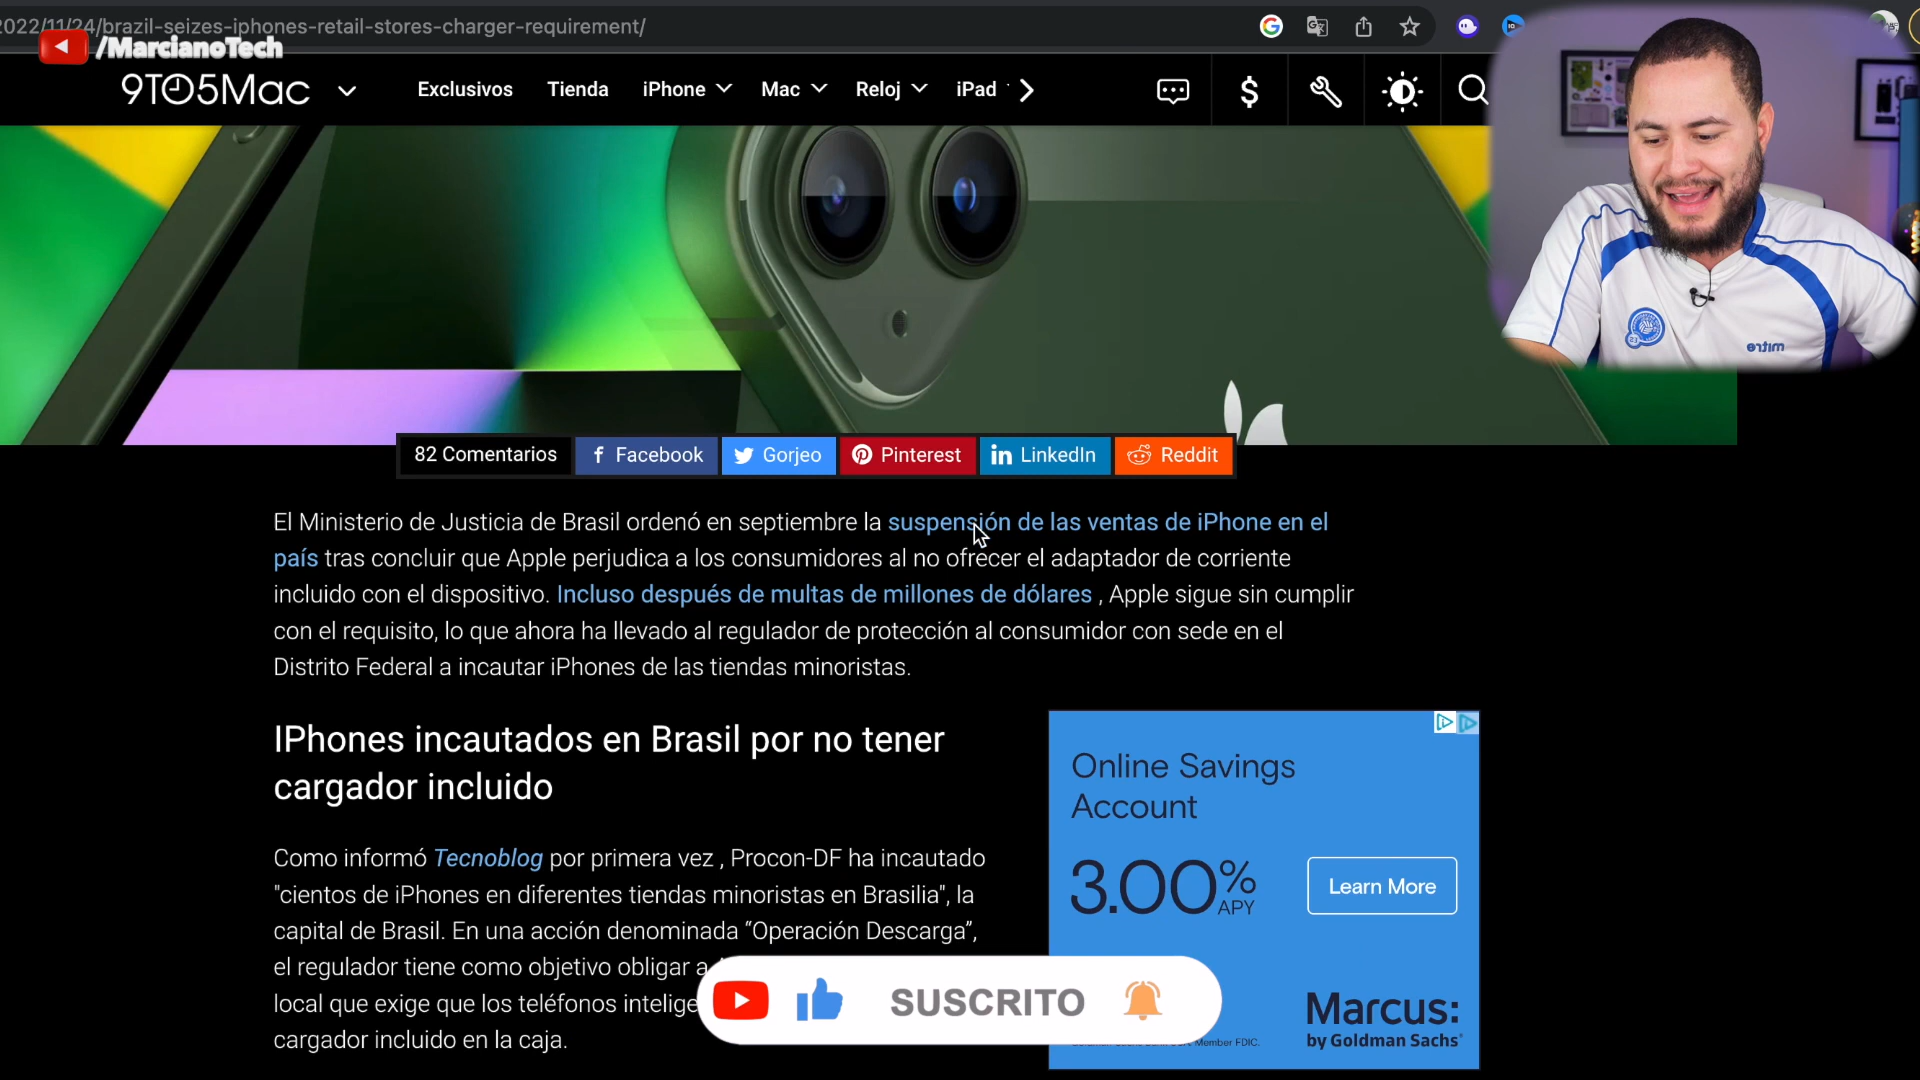 2022/11/24/brazil-seizes-iphones-retail-stores-charger-requirement/
/MarcianoTech
9TO5Mac
Exclusivos Tienda iPhone Mac Reloj iPad
$
82 Comentarios Facebook Gorjeo Pinterest LinkedIn Reddit
El Ministerio de Justicia de Brasil ordenó en septiembre la suspensión de las ventas de iPhone en el
país tras concluir que Apple perjudica a los consumidores al no ofrecer el adaptador de corriente
incluido con el dispositivo. Incluso después de multas de millones de dólares , Apple sigue sin cumplir
con el requisito, lo que ahora ha llevado al regulador de protección al consumidor con sede en el
Distrito Federal a incautar iPhones de las tiendas minoristas.
IPhones incautados en Brasil por no tener
cargador incluido
Como informó Tecnoblog por primera vez , Procon-DF ha incautado
"cientos de iPhones en diferentes tiendas minoristas en Brasilia", la
capital de Brasil. En una acción denominada “Operación Descarga”,
el regulador tiene como objetivo obligar a
local que exige que los teléfonos intelige
cargador incluido en la caja.
Online Savings
Account
3.00% APY
Learn More
Marcus:
by Goldman Sachs
Member FDIC.
SUSCRITO
mitre